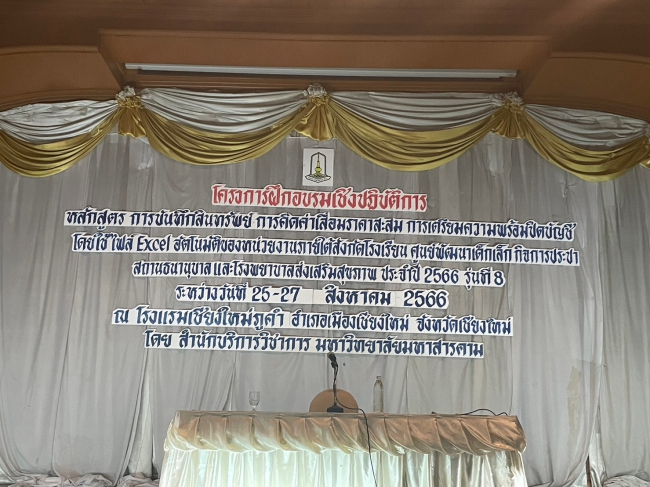 โครงการฝึกอบรมเชิงปฏิบัติการ
หลักสูตร การบันทึกสินทรัพย์ การคิดค่าเสื่อมราคาสะสม การเตรียมความพร้อมปิดบัญชี
โดยใช้ไฟล์ Excel อัตโนมัติของหน่วยงานภายใต้สังกัดโรงเรียน ศูนย์พัฒนาเด็กเล็ก กิจการประปา
สถานธนานุบาล และโรงพยาบาลส่งเสริมสุขภาพ ประจำปี 2566 รุ่นที่ 8
ระหว่างวันที่ 25-27 สิงหาคม 2566
ณ โรงแรมเชียงใหม่ภูคำ อำเภอเมืองเชียงใหม่ จังหวัดเชียงใหม่
โดย สำนักบริการวิชาการ มหาวิทยาลัยมหาสารคาม